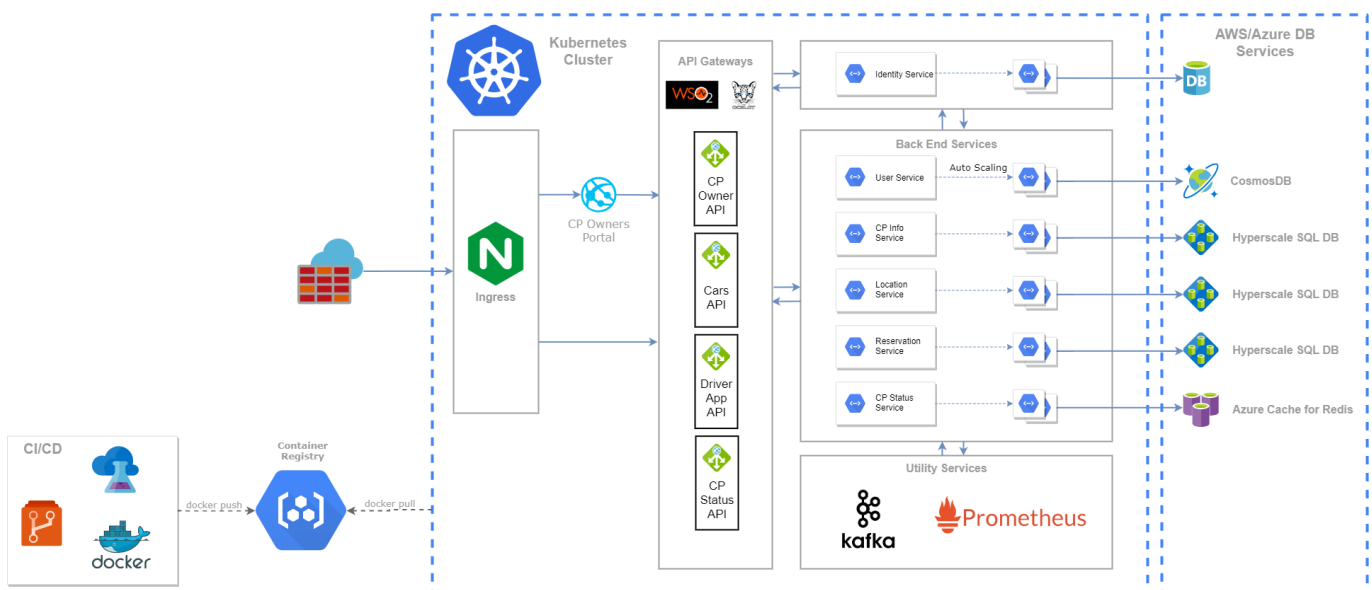 Kubernetes
Cluster
AWS/Azure DB
Services
API Gateways
WSO2
Identity Service
DB
Back End Services
User Service
Auto Scaling
CosmosDB
CP
Owner
API
CP Owners
Portal
CP Info
Service
Hyperscale SQL DB
N
Ingress
Cars
API
Location
Service
Hyperscale SQL DB
Reservation
Service
Hyperscale SQL DB
Driver
App
API
CP Status
Service
Azure Cache for Redis
CI/CD
Container
Registry
Utility Services
CP
Status
API
docker push
docker pull
kafka
Prometheus
docker